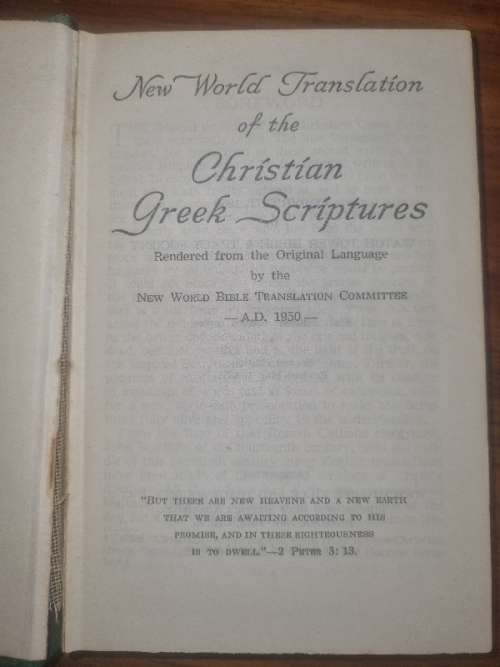 New World Translation
of the
Christian
Greek Scriptures
Rendered from the Original Language
by the
NEW WORLD BIBLE TRANSLATION COMMITTEE
— A.D. 1950 —
"BUT THERE ARE NEW HEAVENS AND A NEW EARTH
THAT WE ARE AWAITING ACCORDING TO HIS
PROMISE, AND IN THESE RIGHTEOUSNESS
IS TO DWELL."—2 PETER 3: 13.